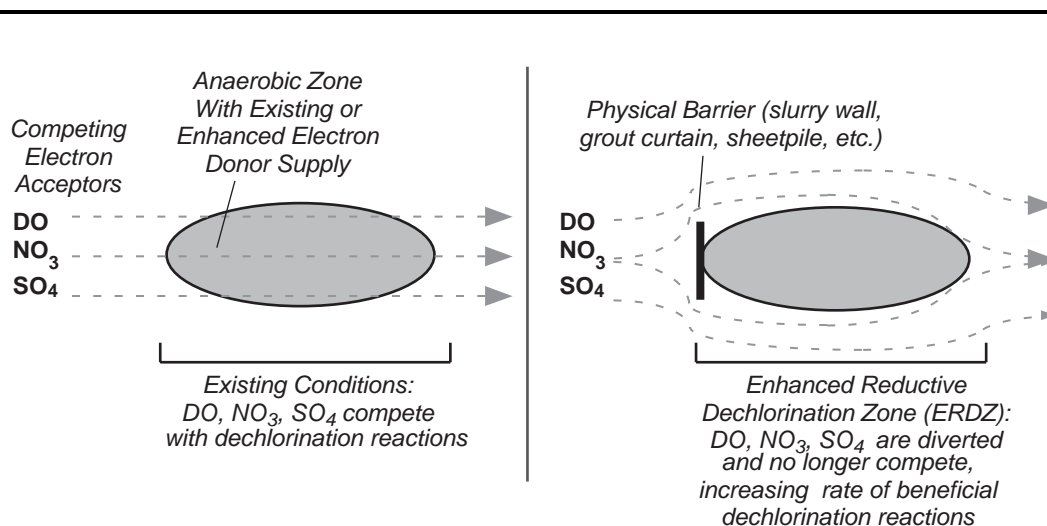 Anaerobic Zone
With Existing or
Enhanced Electron
Donor Supply
Competing
Electron
Acceptors
DO
NO3
SO4
Existing Conditions:
DO, NO3, SO4 compete
with dechlorination reactions
Physical Barrier (slurry wall,
grout curtain, sheetpile, etc.)
DO
NO3
SO4
Enhanced Reductive
Dechlorination Zone (ERDZ):
DO, NO3, SO4 are diverted
and no longer compete,
increasing rate of beneficial
dechlorination reactions